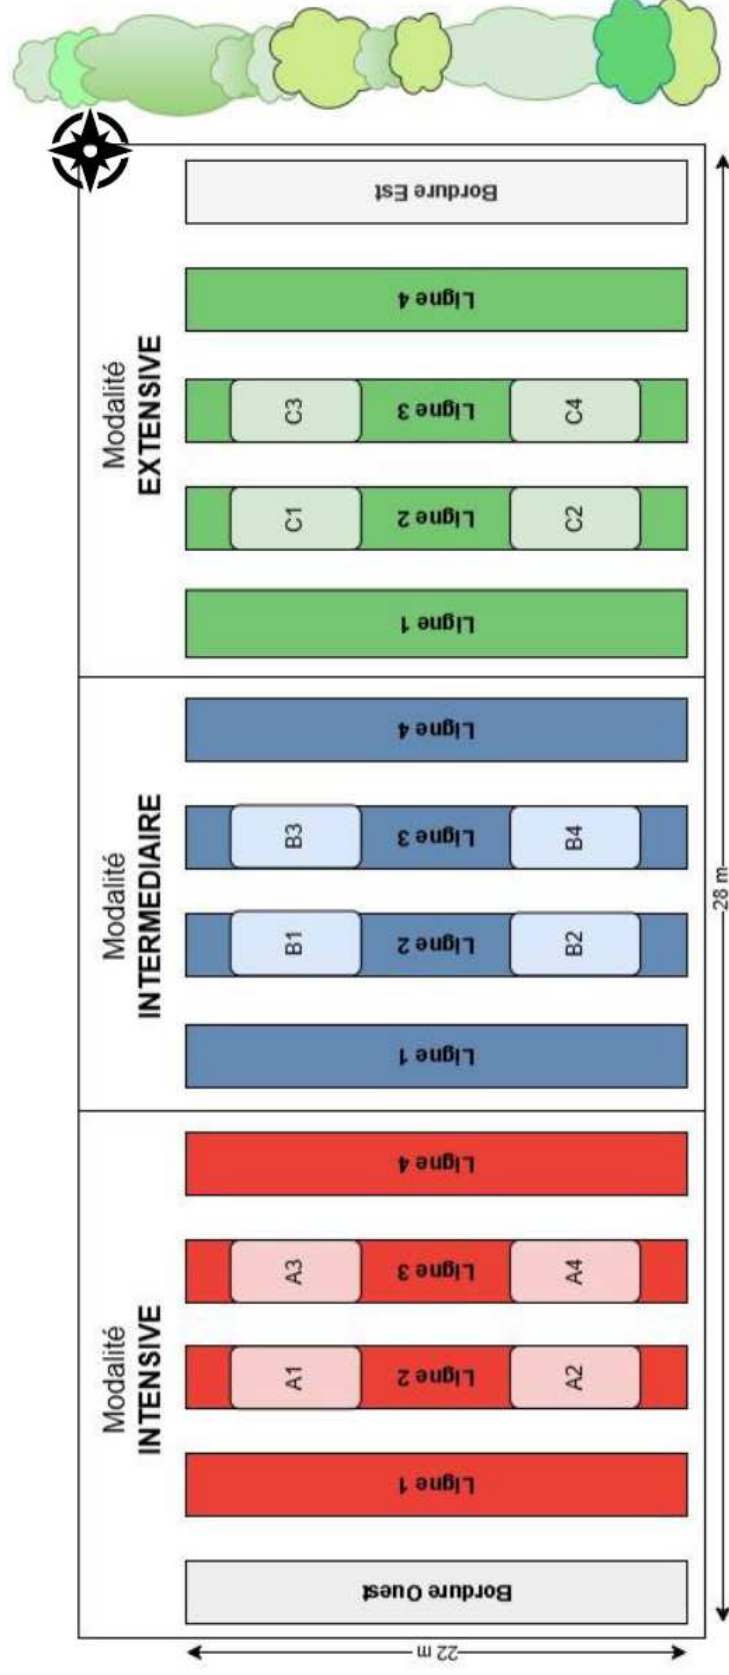 Modalité
INTENSIVE
Modalité
INTERMEDIAIRE
Modalité
EXTENSIVE
Bordure Ouest
Ligne 1
Ligne 2
A1
A2
Ligne 3
A3
A4
Ligne 4
Ligne 1
Ligne 2
B1
B2
Ligne 3
B3
B4
Ligne 4
Ligne 1
Ligne 2
C1
C2
Ligne 3
C3
C4
Ligne 4
Bordure Est
22 m
28 m